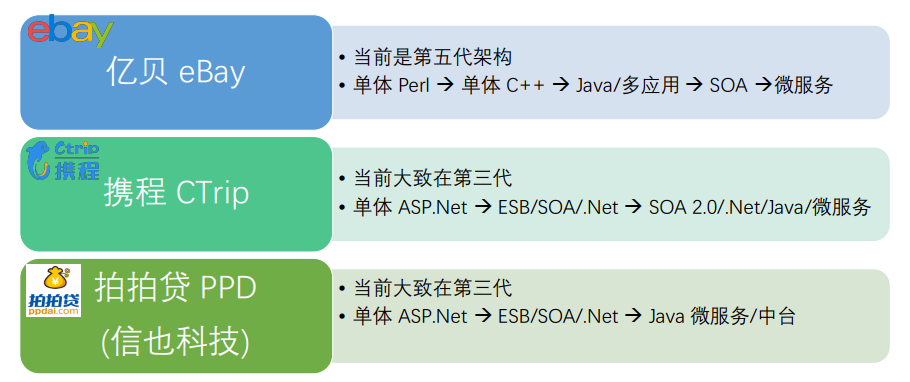 ebay
亿贝 eBay
• 当前是第五代架构
• 单体 Perl → 单体 C++ → Java/多应用 → SOA →微服务
Ctrip
携程
携程 CTrip
• 当前大致在第三代
• 单体 ASP.Net → ESB/SOA/.Net → SOA 2.0/.Net/Java/微服务
拍拍贷
ppdai.com
拍拍贷 PPD
(信也科技)
• 当前大致在第三代
• 单体 ASP.Net → ESB/SOA/.Net → Java 微服务/中台